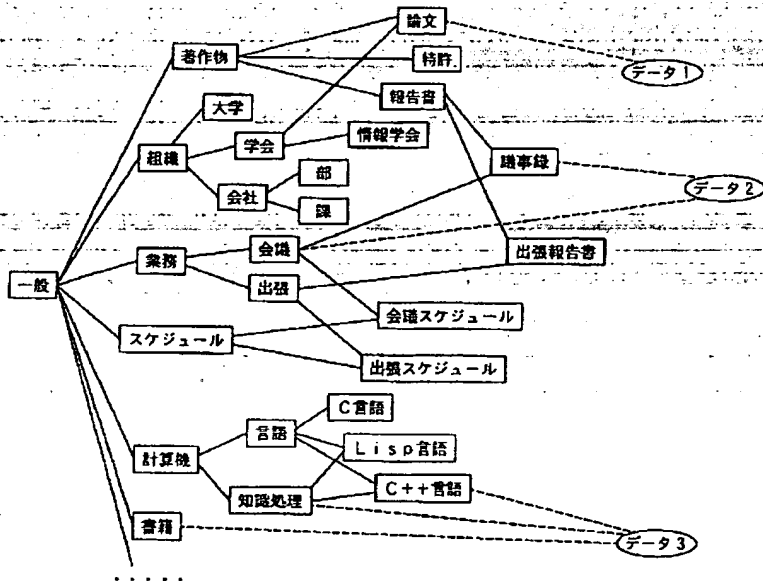 論文
著作物
特許
データ1
報告書
大学
学会
情報学会
組織
議事録
部
会社
データ2
課
会議
出張報告書
業務
一般
出張
会議スケジュール
スケジュール
出張スケジュール
C言語
言語
Lisp言語
計算機
C++言語
知識処理
書籍
データ3
・・・・・